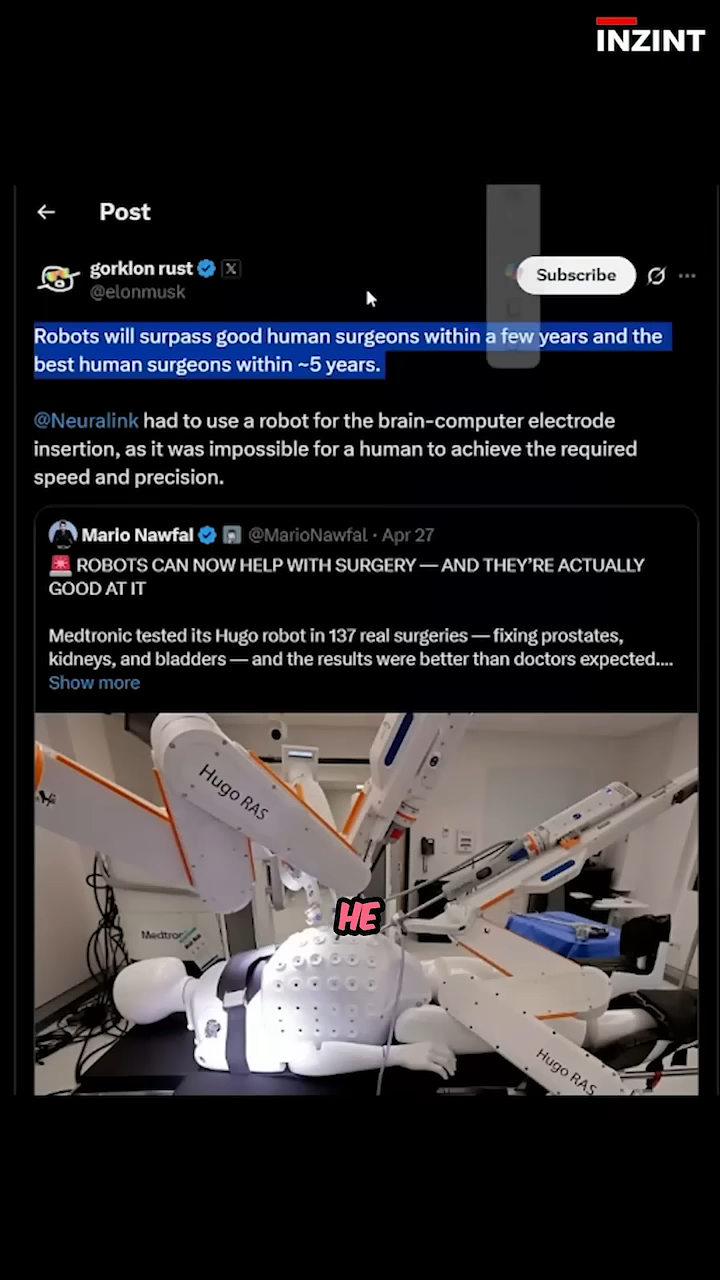 INZINT
Post
gorklon rust
@elonmusk
Subscribe
Robots will surpass good human surgeons within a few years and the
best human surgeons within ~5 years.
@Neuralink had to use a robot for the brain-computer electrode
insertion, as it was impossible for a human to achieve the required
speed and precision.
Mario Nawfal @MarioNawfal · Apr 27
🚨 ROBOTS CAN NOW HELP WITH SURGERY — AND THEY'RE ACTUALLY
GOOD AT IT
Medtronic tested its Hugo robot in 137 real surgeries — fixing prostates,
kidneys, and bladders — and the results were better than doctors expected....
Show more
Hugo RAS
HE
Medtronic
Hugo RAS